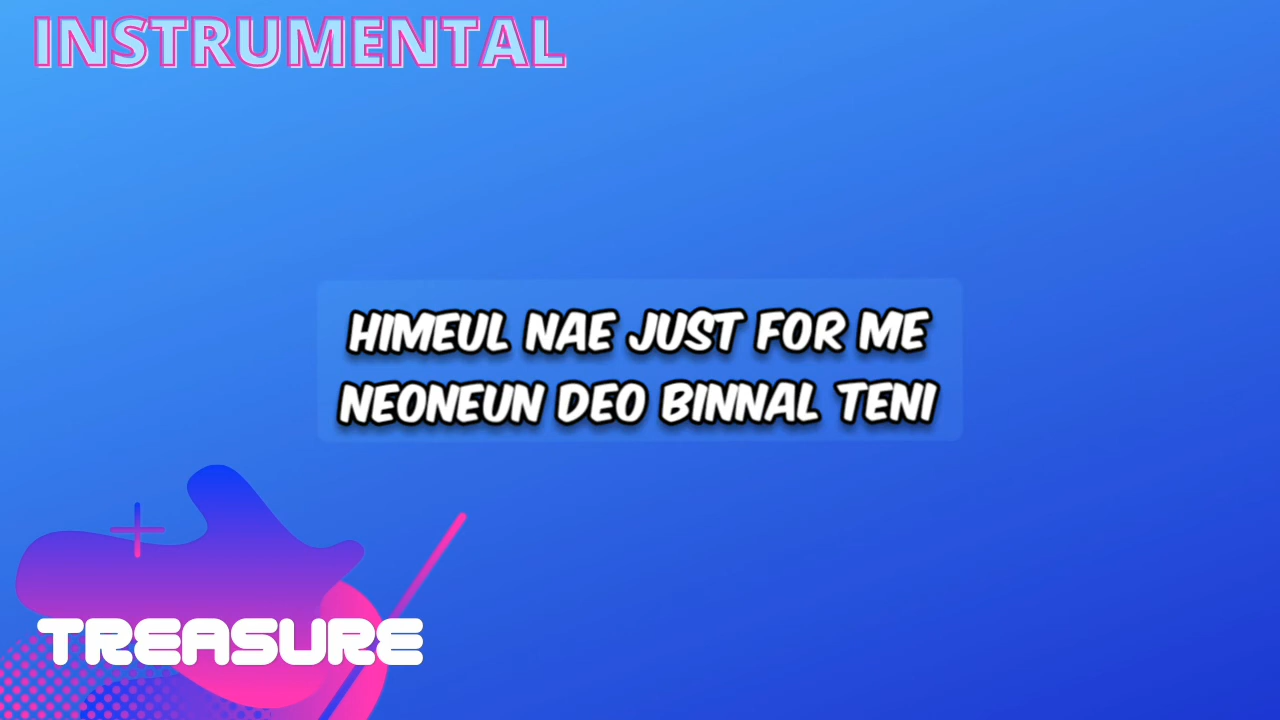 INSTRUMENTAL
HIMEUL NAE JUST FOR ME
NEONEUN DEO BINNAL TENI
TREASURE